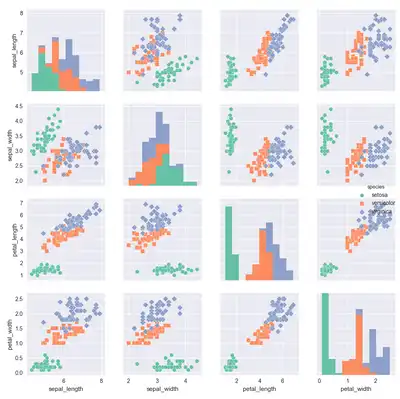 sepal_length
8
7
6
5
sepal_width
4.5
4.0
3.5
3.0
2.5
2.0
species
setosa
versicolor
petal_length
7
6
5
4
3
2
1
petal_width
2.5
2.0
1.5
1.0
0.5
0.0
6 8 2 3 4 2 4 6 0 1 2
sepal_length sepal_width petal_length petal_width